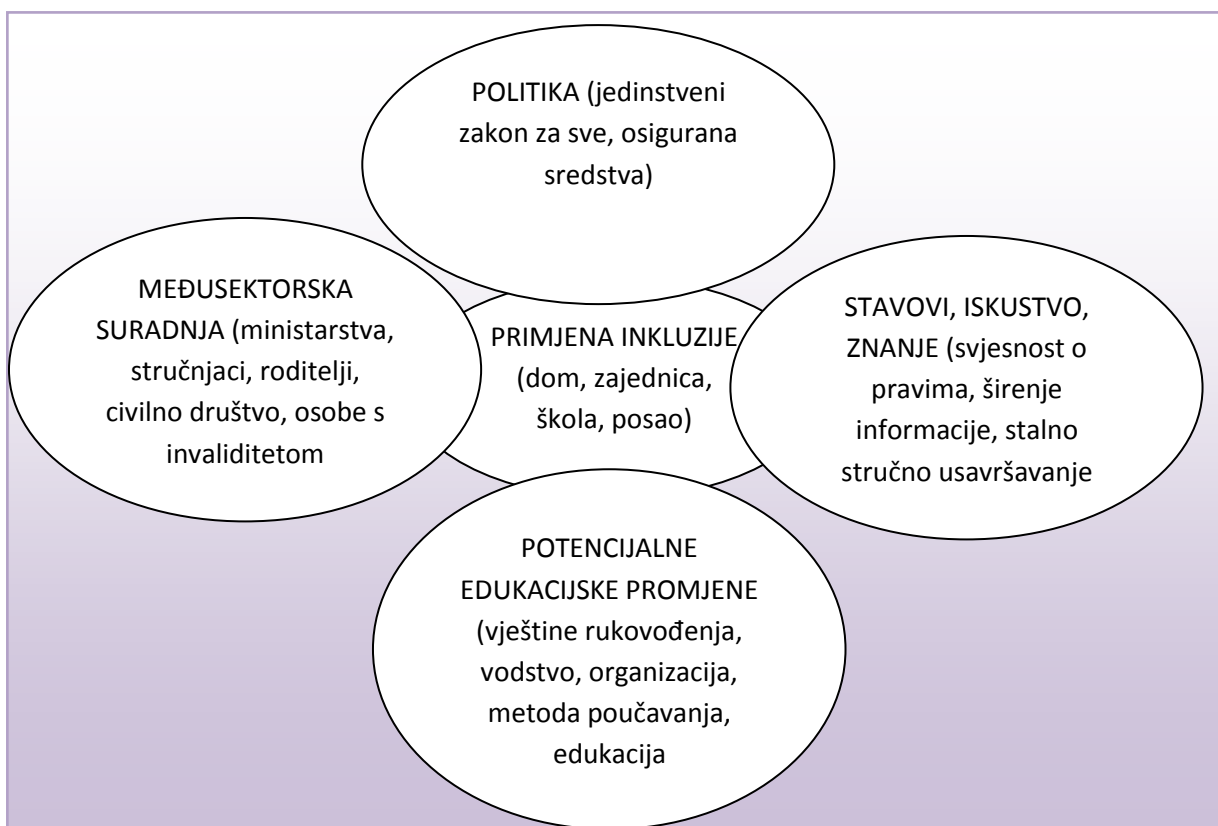 POLITIKA (jedinstveni
zakon za sve, osigurana
sredstva)
MEĐUSEKTORSKA
SURADNJA (ministarstva,
stručnjaci, roditelji,
civilno društvo, osobe s
invaliditetom
PRIMJENA INKLUZIJE
(dom, zajednica,
škola, posao)
STAVOVI, ISKUSTVO,
ZNANJE (svjesnost o
pravima, širenje
informacije, stalno
stručno usavršavanje
POTENCIJALNE
EDUKACIJSKE PROMJENE
(vještine rukovođenja,
vodstvo, organizacija,
metoda poučavanja,
edukacija